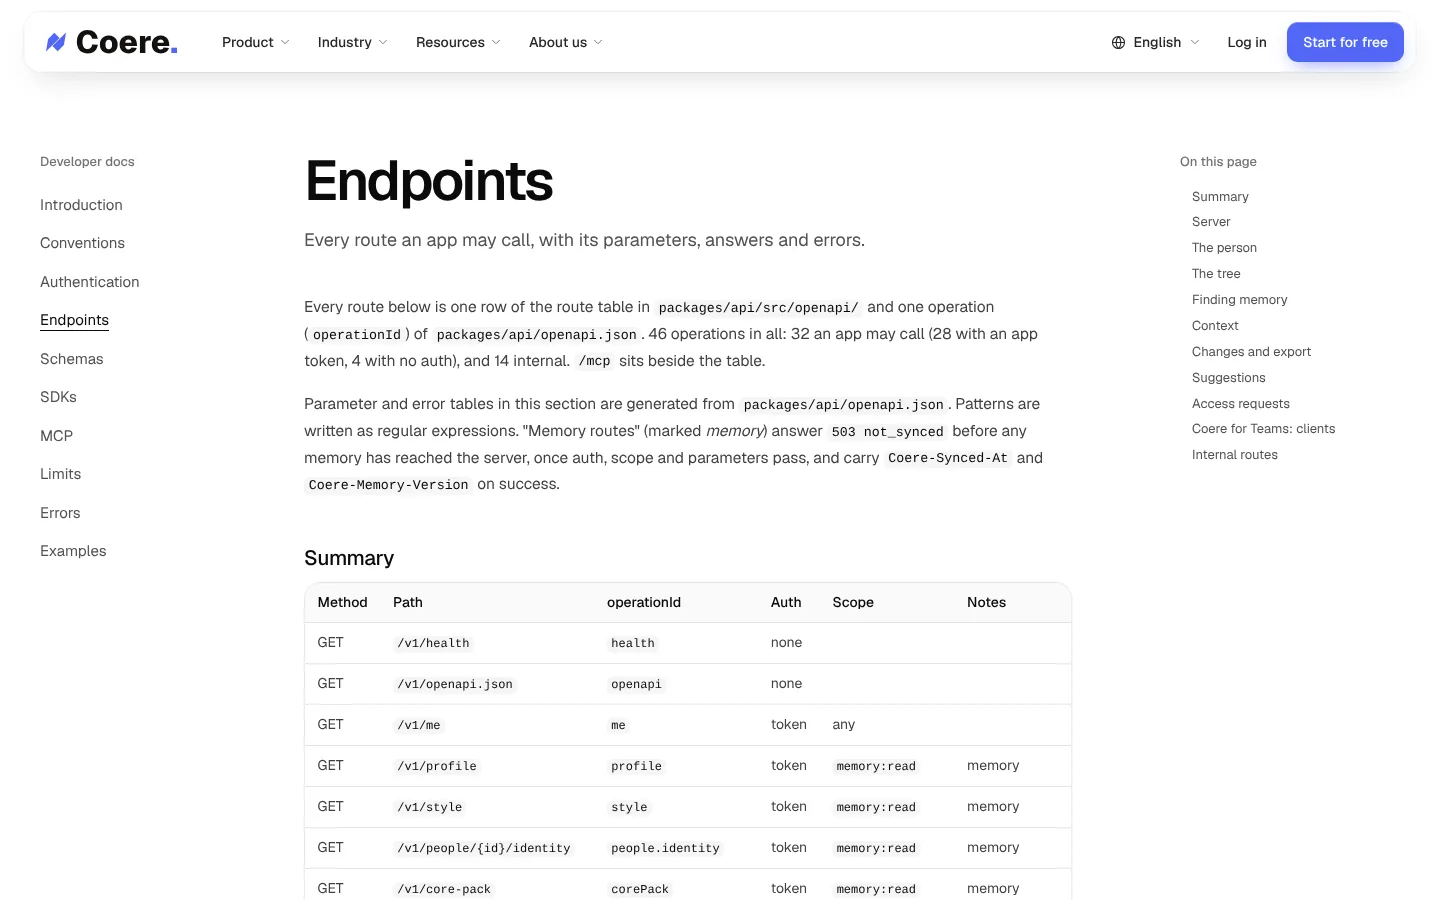 Coere.
Product
Industry
Resources
About us
English
Log in
Start for free
Developer docs
Introduction
Conventions
Authentication
Endpoints
Schemas
SDKs
MCP
Limits
Errors
Examples
Endpoints
Every route an app may call, with its parameters, answers and errors.
Every route below is one row of the route table in packages/api/src/openapi/ and one operation
(operationId) of packages/api/openapi.json. 46 operations in all: 32 an app may call (28 with an app
token, 4 with no auth), and 14 internal. /mcp sits beside the table.
Parameter and error tables in this section are generated from packages/api/openapi.json. Patterns are
written as regular expressions. "Memory routes" (marked memory) answer 503 not_synced before any
memory has reached the server, once auth, scope and parameters pass, and carry Coere-Synced-At and
Coere-Memory-Version on success.
Summary
Method Path operationId Auth Scope Notes
GET /v1/health health none
GET /v1/openapi.json openapi none
GET /v1/me me token any
GET /v1/profile profile token memory:read memory
GET /v1/style style token memory:read memory
GET /v1/people/{id}/identity people.identity token memory:read memory
GET /v1/core-pack corePack token memory:read memory
On this page
Summary
Server
The person
The tree
Finding memory
Context
Changes and export
Suggestions
Access requests
Coere for Teams: clients
Internal routes